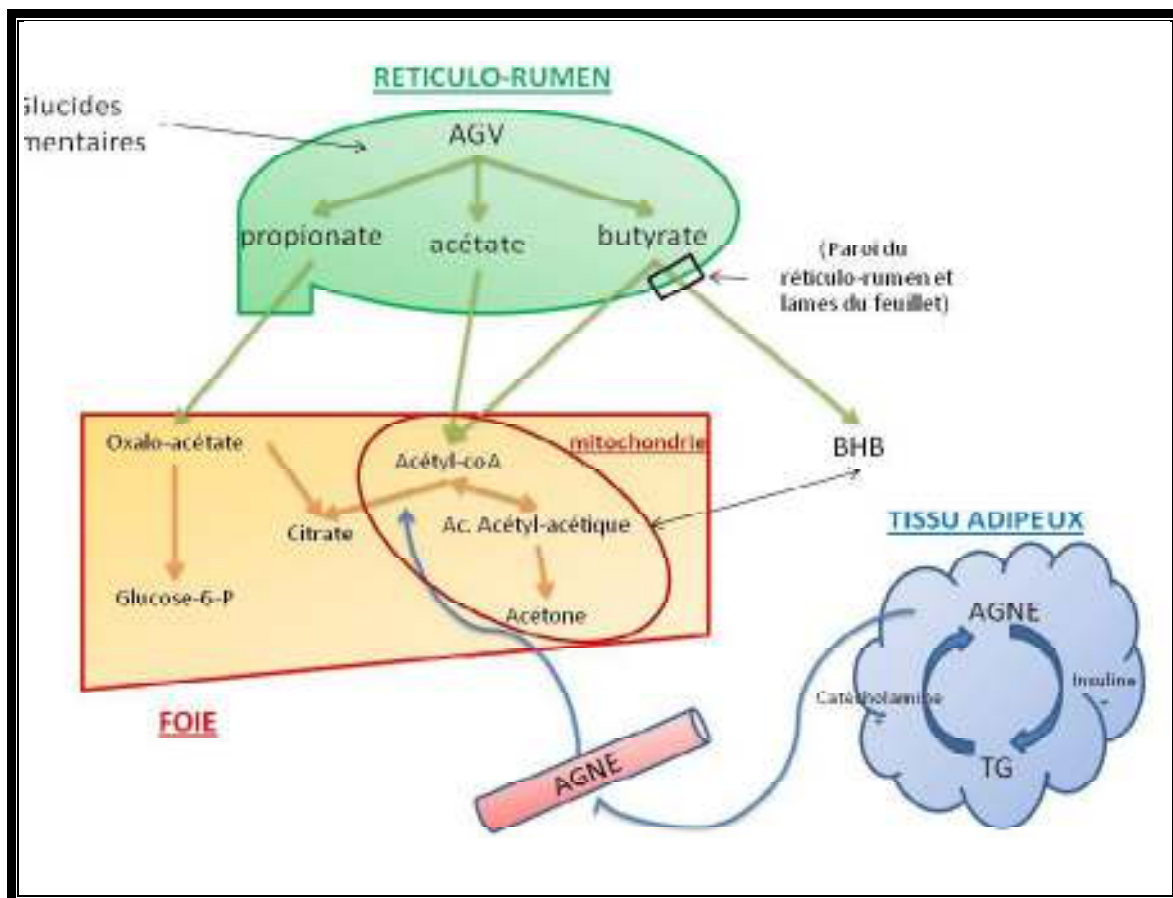 RETICULO-RUMEN
Glucides
mentaires
AGV
propionate
acétate
butyrate
(Paroi du
réticulo-rumen et
lames du feuillet)
Oxalo-acétate
mitochondrie
Acétyl-coA
BHB
Citrate
Ac. Acétyl-acétique
TISSU ADIPEUX
Glucose-6-P
Acétone
AGNE
Insuline
-
Catécholamine
+
FOIE
TG
AGNE